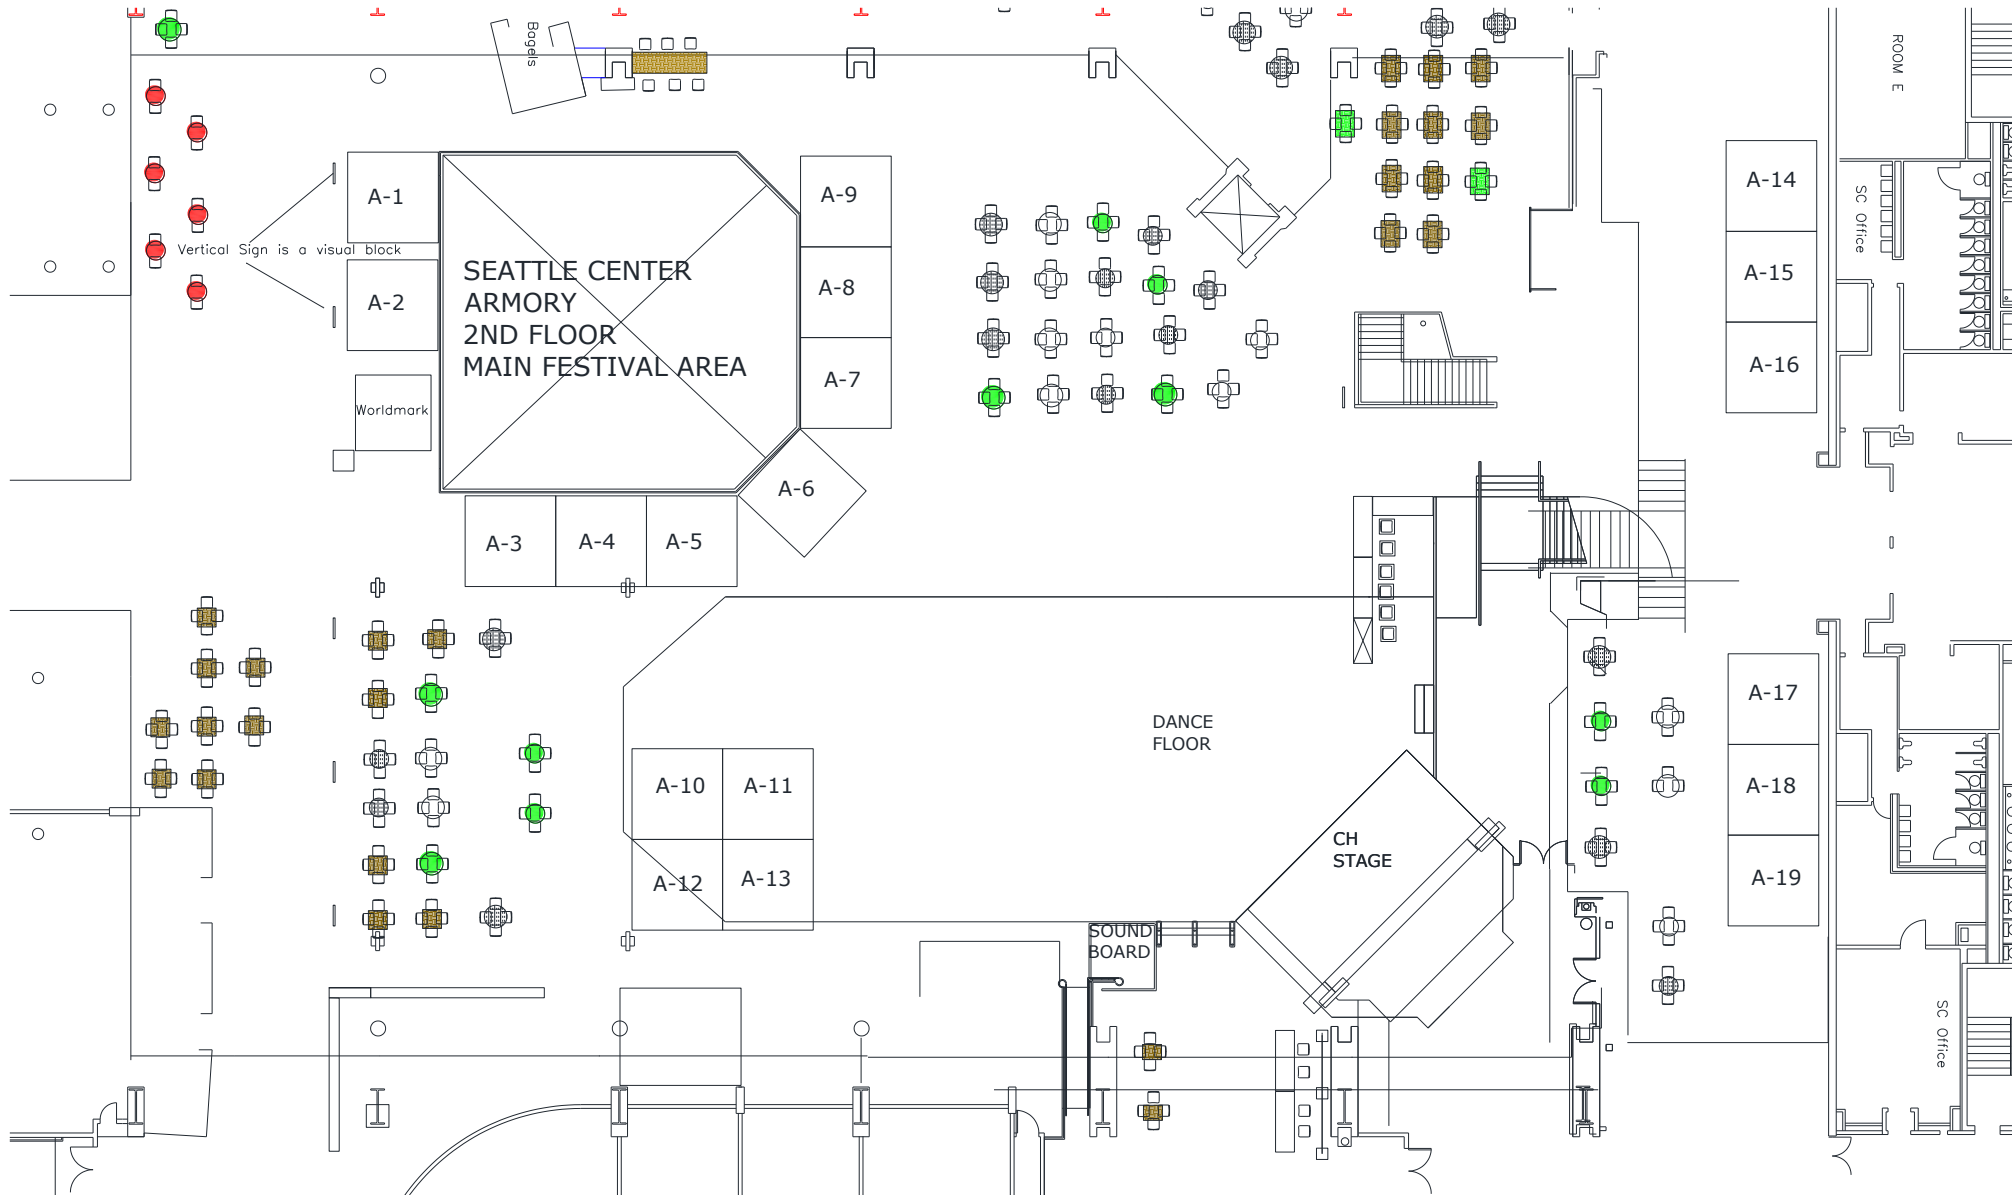 Bagels
ROOM E
A-1
A-9
A-14
SC Office
Vertical Sign is a visual block
SEATTLE CENTER
ARMORY
2ND FLOOR
MAIN FESTIVAL AREA
A-2
A-8
A-15
A-7
A-16
Worldmark
A-6
A-3
A-4
A-5
DANCE
FLOOR
A-17
A-10
A-11
A-18
CH
STAGE
A-12
A-13
A-19
SOUND
BOARD
SC Office